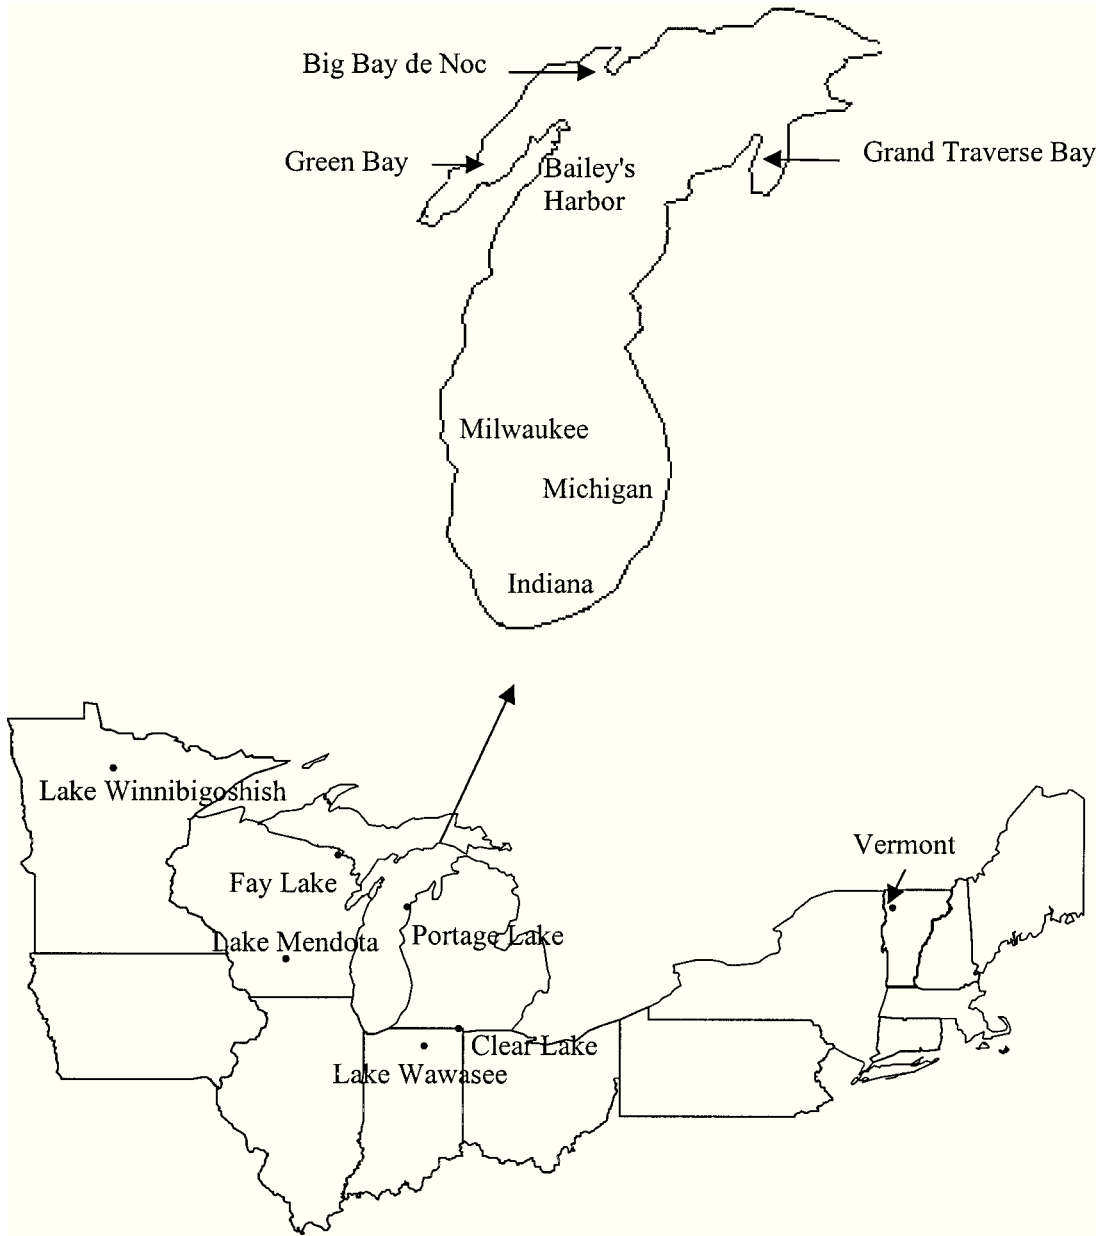 Big Bay de Noc
Green Bay
Grand Traverse Bay
Bailey's
Harbor
Milwaukee
Michigan
Indiana
Lake Winnibigoshish
Vermont
Fay Lake
Lake Mendota
Portage Lake
Clear Lake
Lake Wawasee